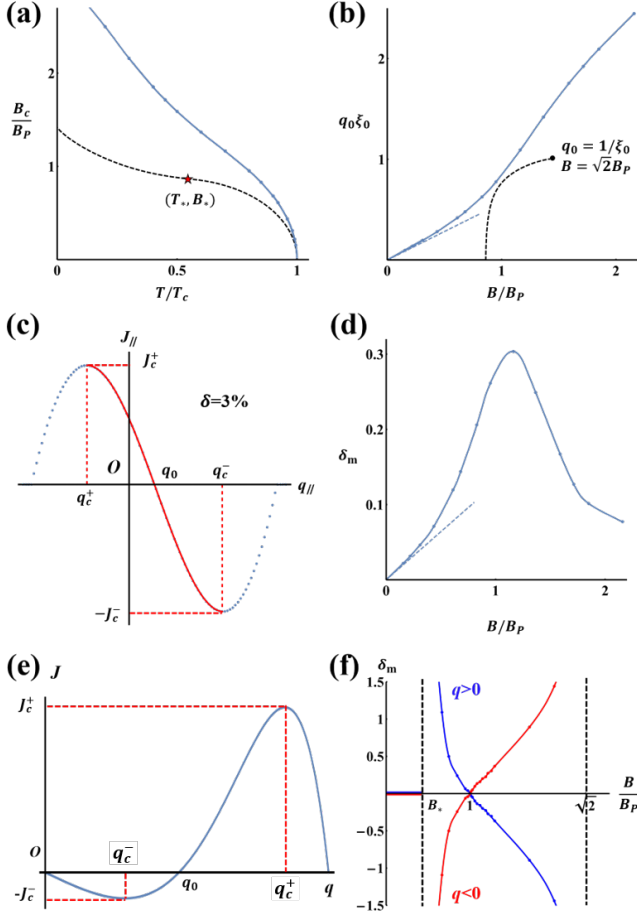 (a)
2
B_c/B_P
1
(T_*, B_*)
0
0.5
1
T/T_c
(b)
2
q_0ξ_0
q_0 = 1/ξ_0
B = √2B_P
1
0
0
1
2
B/B_P
(c)
J_//
J_c^+
δ=3%
O
q_0
q_c^-
q_c^+
q_//
-J_c^-
(d)
0.3
δ_m
0.1
0
0
1
2
B/B_P
(e)
J
J_c^+
O
q_c^-
q_0
q_c^+
q
-J_c^-
(f)
δ_m
1.5
q>0
1
0.5
0
B_*
1
√2
B/B_P
-0.5
-1
q<0
-1.5